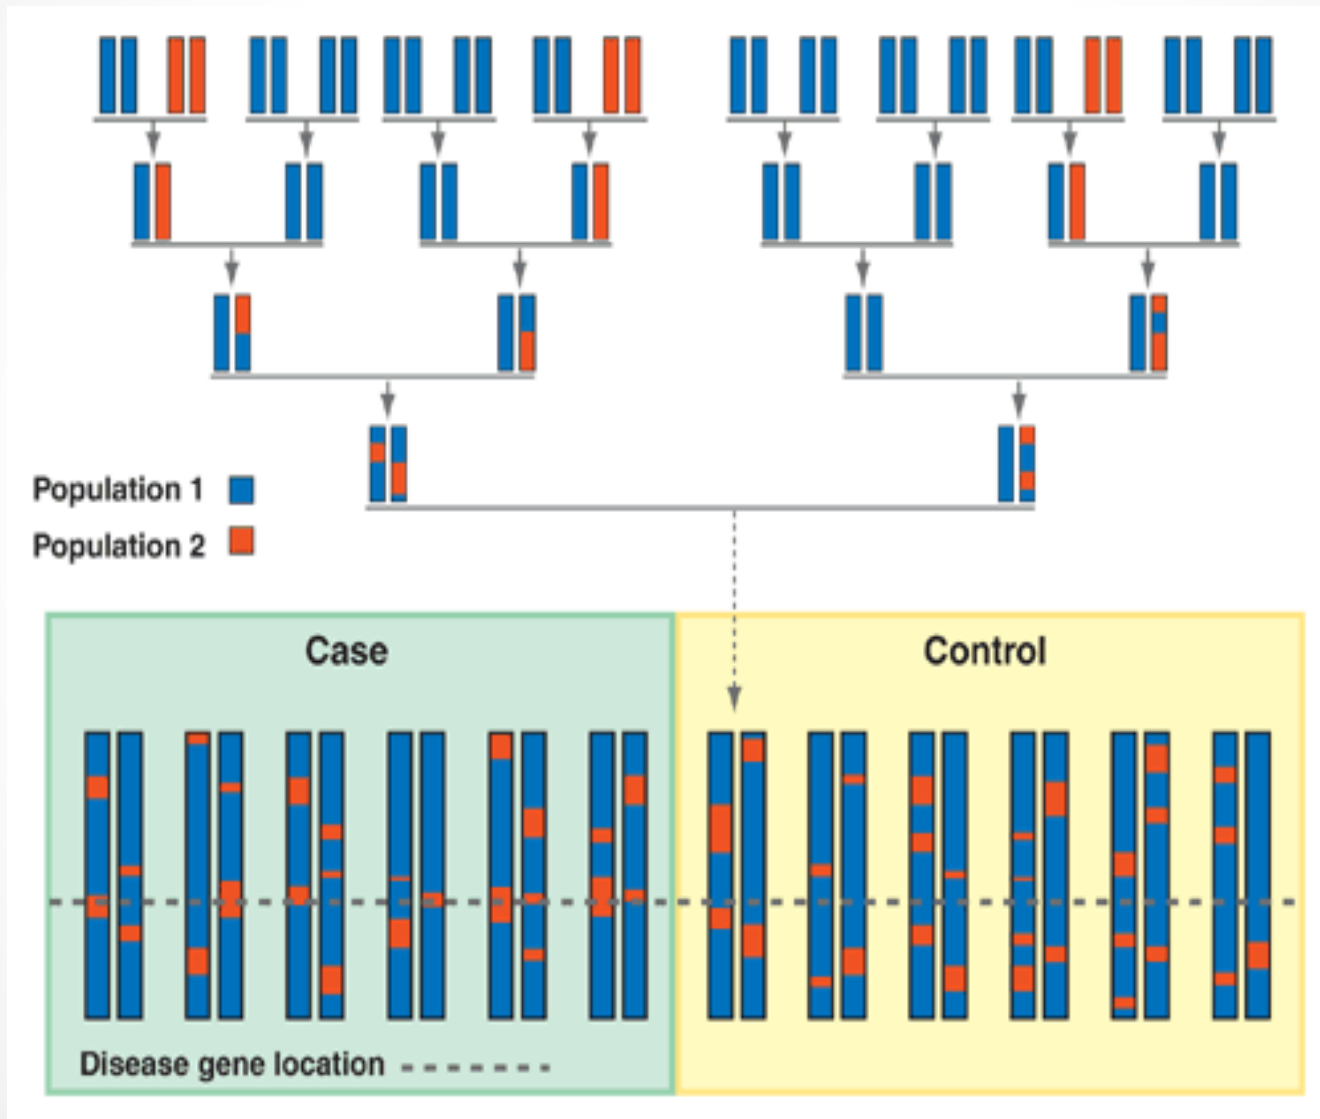 Population 1
Population 2
Case
Control
Disease gene location